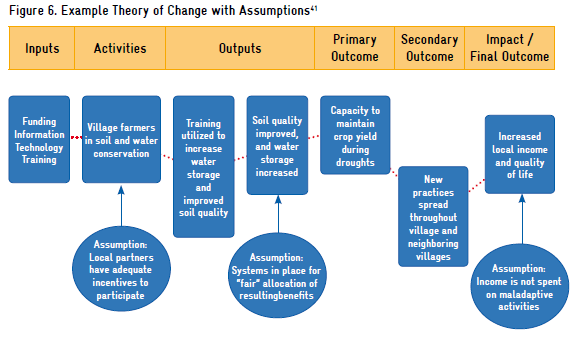 Figure 6. Example Theory of Change with Assumptions⁴¹
Inputs
Activities
Outputs
Primary
Outcome
Secondary
Outcome
Impact /
Final Outcome
Funding
Information
Technology
Training
Village farmers
in soil and water
conservation
Training
utilized to
increase
water
storage
and
improved
soil quality
Soil quality
improved,
and water
storage
increased
Capacity to
maintain
crop yield
during
droughts
New
practices
spread
throughout
village and
neighboring
villages
Increased
local income
and quality
of life
Assumption:
Local partners
have adequate
incentives to
participate
Assumption:
Systems in place for
"fair" allocation of
resultingbenefits
Assumption:
Income is not spent
on maladaptive
activities